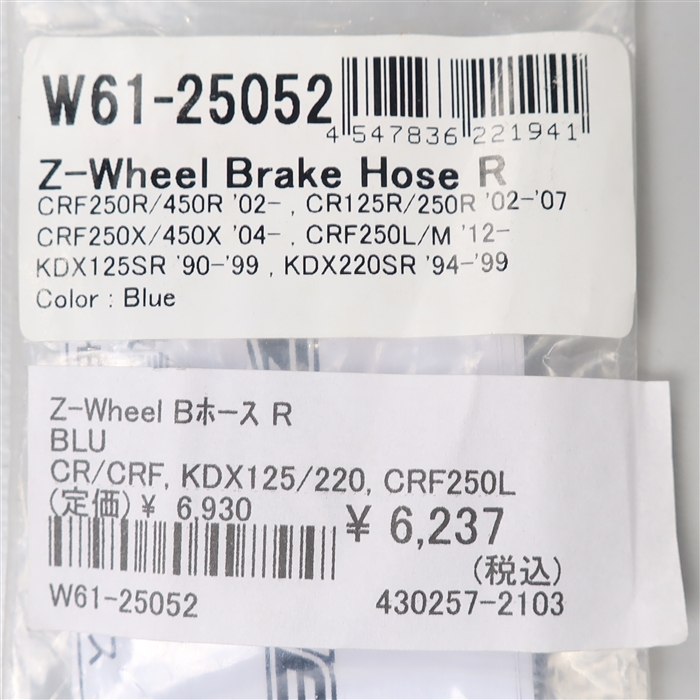 W61-25052
4 547836 221941
Z-Wheel Brake Hose R
CRF250R/450R '02- , CR125R/250R '02-'07
CRF250X/450X '04- , CRF250L/M '12-
KDX125SR '90-'99 , KDX220SR '94-'99
Color : Blue
Z-Wheel Bホース R
BLU
CR/CRF, KDX125/220, CRF250L
(定価)¥ 6,930
¥ 6,237
(税込)
W61-25052
430257-2103